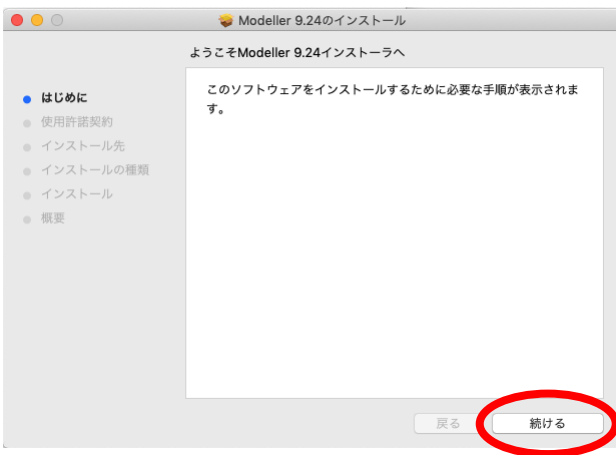 Modeller 9.24のインストール
ようこそModeller 9.24インストーラへ
はじめに
使用許諾契約
インストール先
インストールの種類
インストール
概要
このソフトウェアをインストールするために必要な手順が表示されま
す。
戻る
続ける